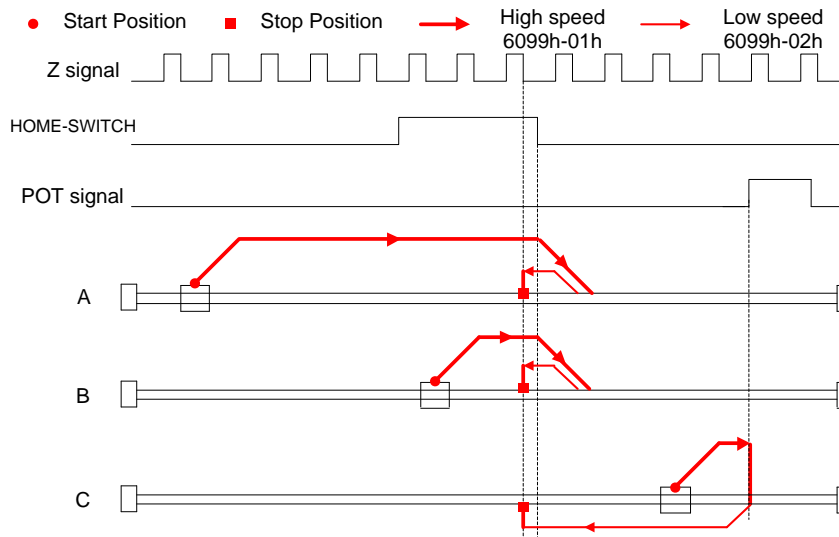 Start Position
Stop Position
High speed
6099h-01h
Low speed
6099h-02h
Z signal
HOME-SWITCH
POT signal
A
B
C